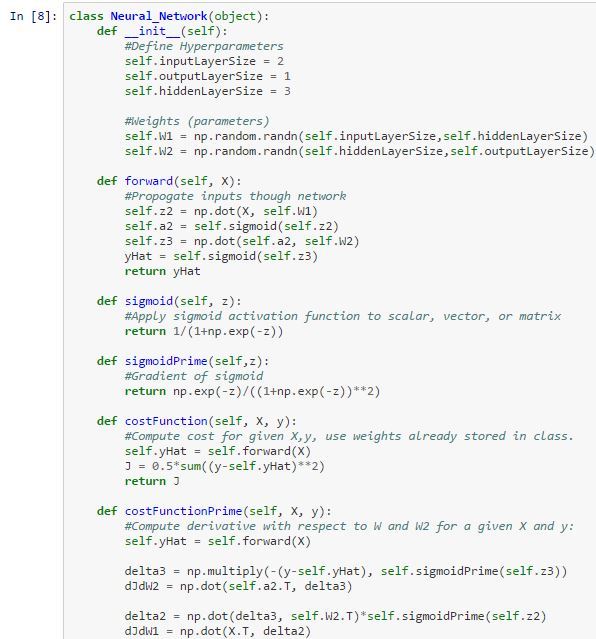 In [8]: class Neural_Network(object):
def __init__(self):
#Define Hyperparameters
self.inputLayerSize = 2
self.outputLayerSize = 1
self.hiddenLayerSize = 3
#Weights (parameters)
self.W1 = np.random.randn(self.inputLayerSize,self.hiddenLayerSize)
self.W2 = np.random.randn(self.hiddenLayerSize,self.outputLayerSize)
def forward(self, X):
#Propogate inputs though network
self.z2 = np.dot(X, self.W1)
self.a2 = self.sigmoid(self.z2)
self.z3 = np.dot(self.a2, self.W2)
yHat = self.sigmoid(self.z3)
return yHat
def sigmoid(self, z):
#Apply sigmoid activation function to scalar, vector, or matrix
return 1/(1+np.exp(-z))
def sigmoidPrime(self,z):
#Gradient of sigmoid
return np.exp(-z)/((1+np.exp(-z))**2)
def costFunction(self, X, y):
#Compute cost for given X,y, use weights already stored in class.
self.yHat = self.forward(X)
J = 0.5*sum((y-self.yHat)**2)
return J
def costFunctionPrime(self, X, y):
#Compute derivative with respect to W and W2 for a given X and y:
self.yHat = self.forward(X)
delta3 = np.multiply(-(y-self.yHat), self.sigmoidPrime(self.z3))
dJdW2 = np.dot(self.a2.T, delta3)
delta2 = np.dot(delta3, self.W2.T)*self.sigmoidPrime(self.z2)
dJdW1 = np.dot(X.T, delta2)